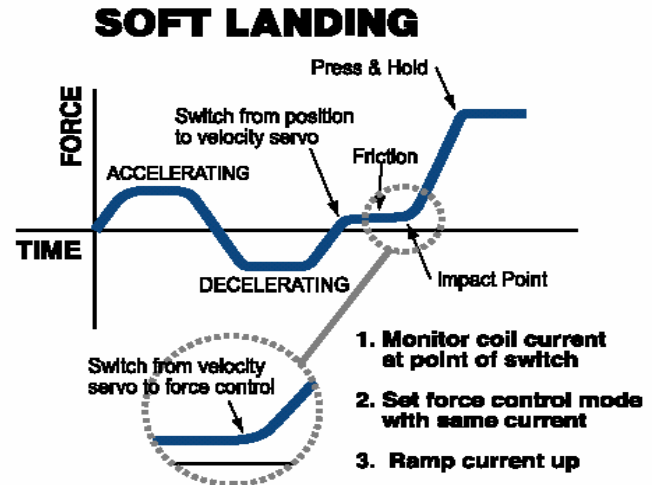 SOFT LANDING
Press & Hold
Switch from position
to velocity servo
FORCE
Friction
ACCELERATING
TIME
DECELERATING
Impact Point
1. Monitor coil current
at point of switch
Switch from velocity
servo to force control
2. Set force control mode
with same current
3. Ramp current up